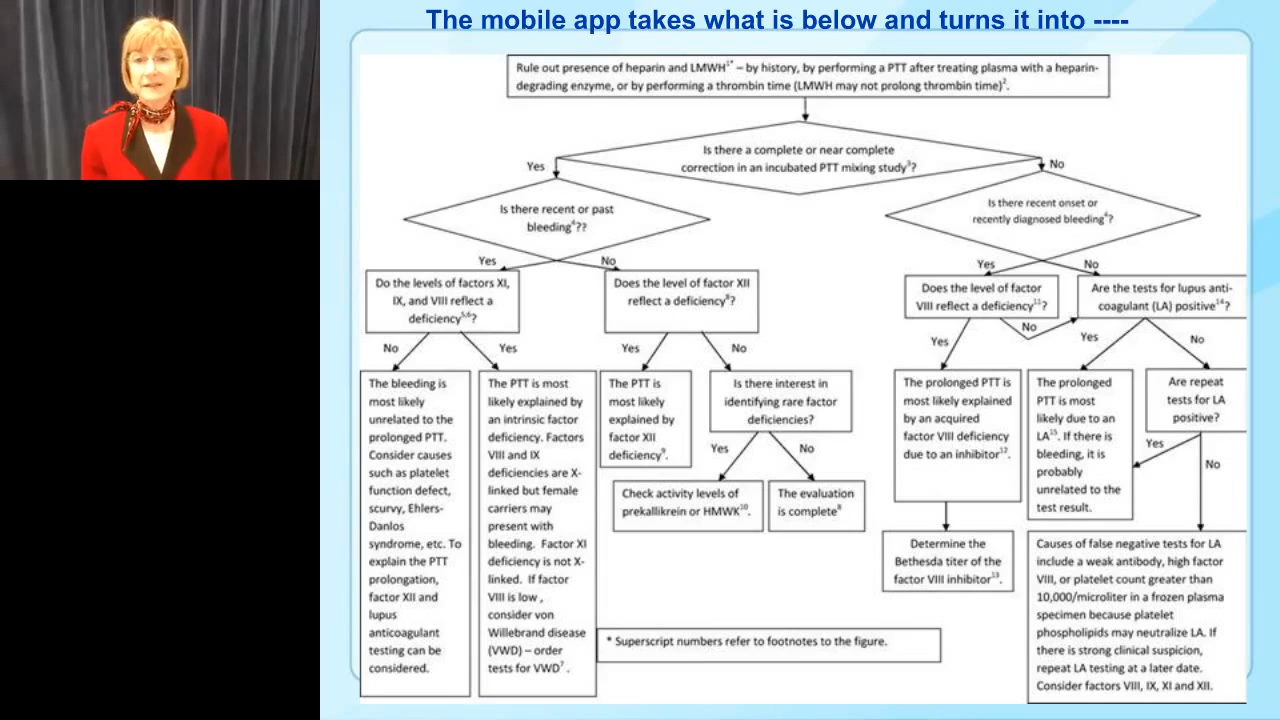 The mobile app takes what is below and turns it into ----
Rule out presence of heparin and LMWH1* – by history, by performing a PTT after treating plasma with a heparin-
degrading enzyme, or by performing a thrombin time (LMWH may not prolong thrombin time)2.
Is there a complete or near complete
correction in an incubated PTT mixing study3?
Yes
No
Is there recent or past
bleeding4??
Is there recent onset or
recently diagnosed bleeding4?
Yes
No
Yes
No
Do the levels of factors XI,
IX, and VIII reflect a
deficiency5,6?
Does the level of factor XII
reflect a deficiency8?
Does the level of factor
VIII reflect a deficiency11?
No
Are the tests for lupus anti-
coagulant (LA) positive14?
No
Yes
Yes
No
Yes
Yes
No
The bleeding is
most likely
unrelated to the
prolonged PTT.
Consider causes
such as platelet
function defect,
scurvy, Ehlers-
Danlos
syndrome, etc. To
explain the PTT
prolongation,
factor XII and
lupus
anticoagulant
testing can be
considered.
The PTT is most
likely explained by
an intrinsic factor
deficiency. Factors
VIII and IX
deficiencies are X-
linked but female
carriers may
present with
bleeding. Factor XI
deficiency is not X-
linked. If factor
VIII is low ,
consider von
Willebrand disease
(VWD) – order
tests for VWD7 .
The PTT is
most likely
explained by
factor XII
deficiency9.
Is there interest in
identifying rare factor
deficiencies?
Yes
No
Check activity levels of
prekallikrein or HMWK10.
The evaluation
is complete8
The prolonged PTT is
most likely explained
by an acquired
factor VIII deficiency
due to an inhibitor12.
Determine the
Bethesda titer of the
factor VIII inhibitor13.
The prolonged
PTT is most
likely due to an
LA15. If there is
bleeding, it is
probably
unrelated to the
test result.
Are repeat
tests for LA
positive?
Yes
No
Causes of false negative tests for LA
include a weak antibody, high factor
VIII, or platelet count greater than
10,000/microliter in a frozen plasma
specimen because platelet
phospholipids may neutralize LA. If
there is strong clinical suspicion,
repeat LA testing at a later date.
Consider factors VIII, IX, XI and XII.
* Superscript numbers refer to footnotes to the figure.